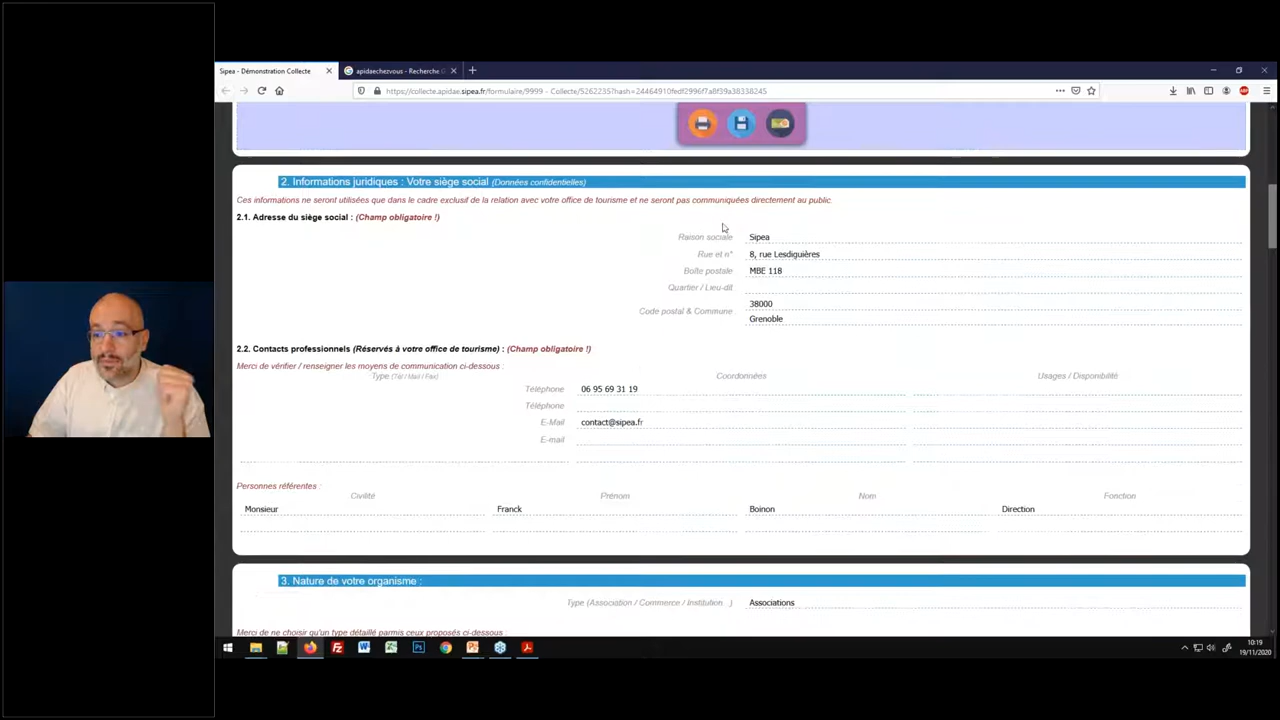 Sipea - Démonstration Collecte
apidaechezvous - Recherche G
https://collecte.apidae.sipea.fr/formulaire/9999 - Collecte/5262235?hash=24464910fedf2996f7a8f39a38338245
2. Informations juridiques : Votre siège social (Données confidentielles)
Ces informations ne seront utilisées que dans le cadre exclusif de la relation avec votre office de tourisme et ne seront pas communiquées directement au public.
2.1. Adresse du siège social : (Champ obligatoire !)
Raison sociale Sipea
Rue et n° 8, rue Lesdiguières
Boîte postale MBE 118
Quartier / Lieu-dit
38000
Code postal & Commune
Grenoble
2.2. Contacts professionnels (Réservés à votre office de tourisme) : (Champ obligatoire !)
Merci de vérifier / renseigner les moyens de communication ci-dessous :
Type (Tél / Mail / Fax) Coordonnées Usages / Disponibilité
Téléphone 06 95 69 31 19
Téléphone
E-Mail contact@sipea.fr
E-mail
Personnes référentes :
Civilité Prénom Nom Fonction
Monsieur Franck Boinon Direction
3. Nature de votre organisme :
Type (Association / Commerce / Institution...) Associations
Merci de ne choisir qu'un type détaillé parmi ceux proposés ci-dessous :
10:19
19/11/2020